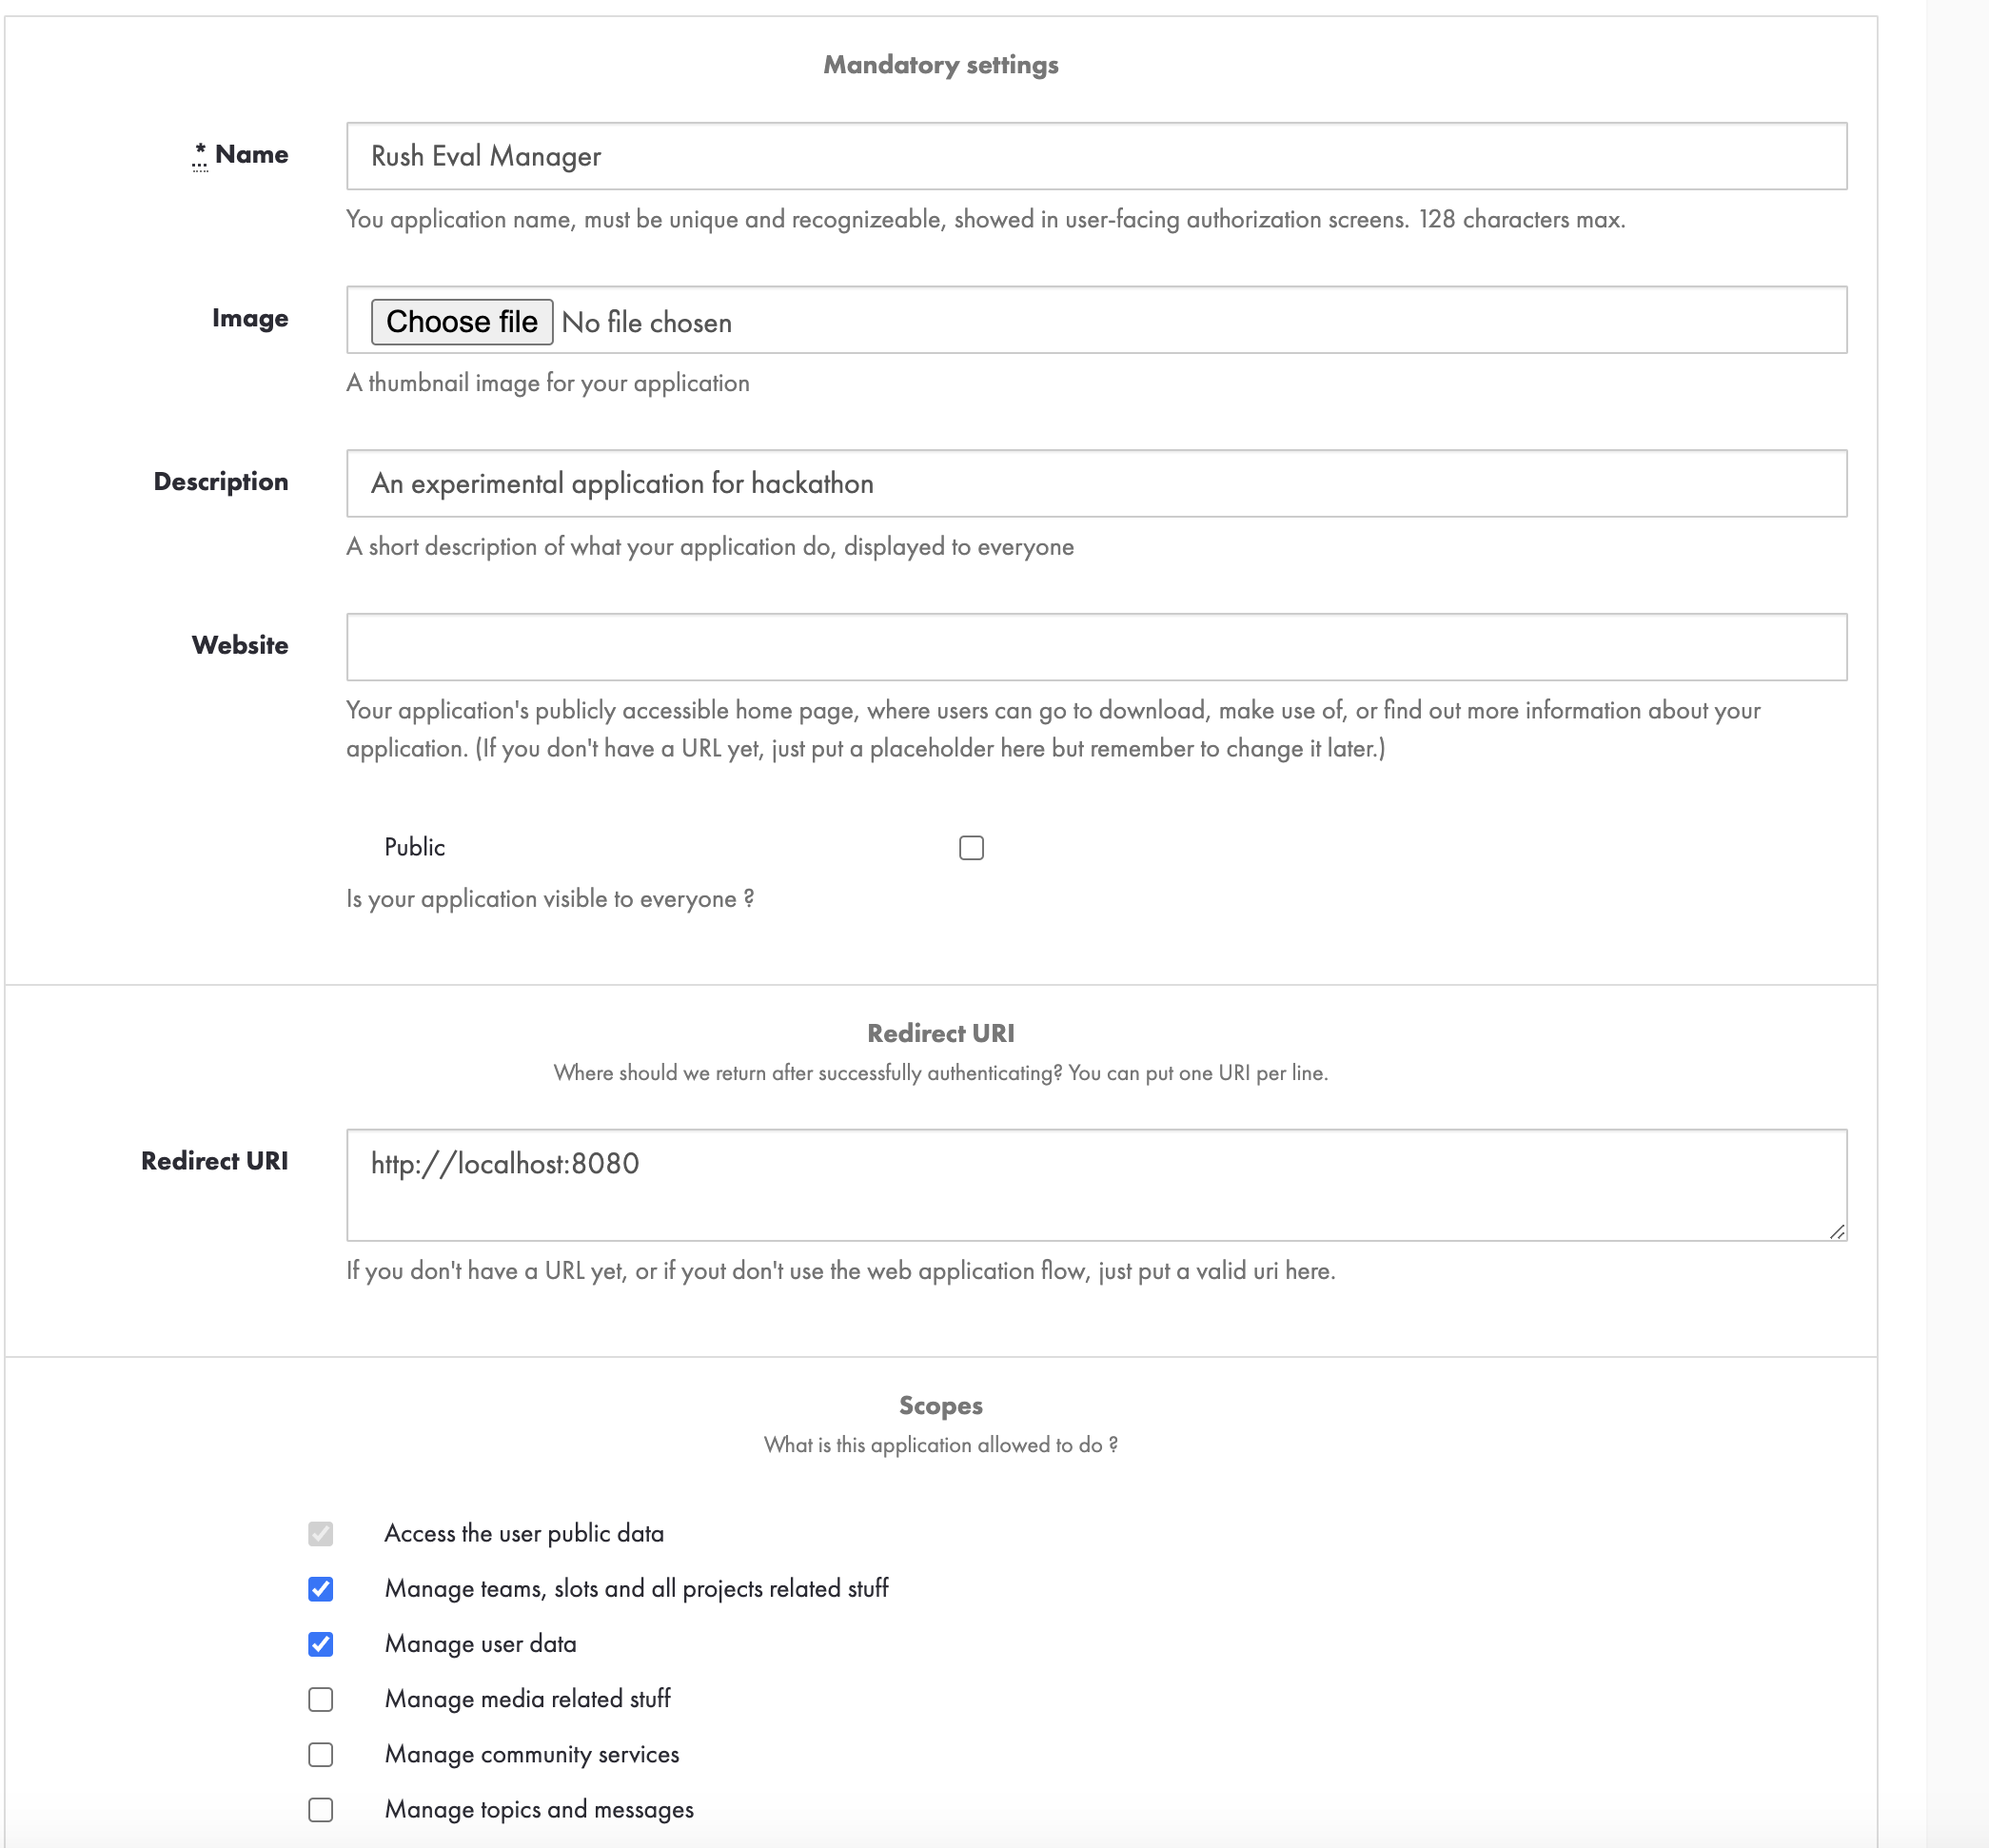 Mandatory settings
* Name
Rush Eval Manager
You application name, must be unique and recognizeable, showed in user-facing authorization screens. 128 characters max.
Image
Choose file No file chosen
A thumbnail image for your application
Description
An experimental application for hackathon
A short description of what your application do, displayed to everyone
Website
Your application's publicly accessible home page, where users can go to download, make use of, or find out more information about your
application. (If you don't have a URL yet, just put a placeholder here but remember to change it later.)
Public
Is your application visible to everyone ?
Redirect URI
Where should we return after successfully authenticating? You can put one URI per line.
Redirect URI
http://localhost:8080
If you don't have a URL yet, or if yout don't use the web application flow, just put a valid uri here.
Scopes
What is this application allowed to do ?
Access the user public data
Manage teams, slots and all projects related stuff
Manage user data
Manage media related stuff
Manage community services
Manage topics and messages